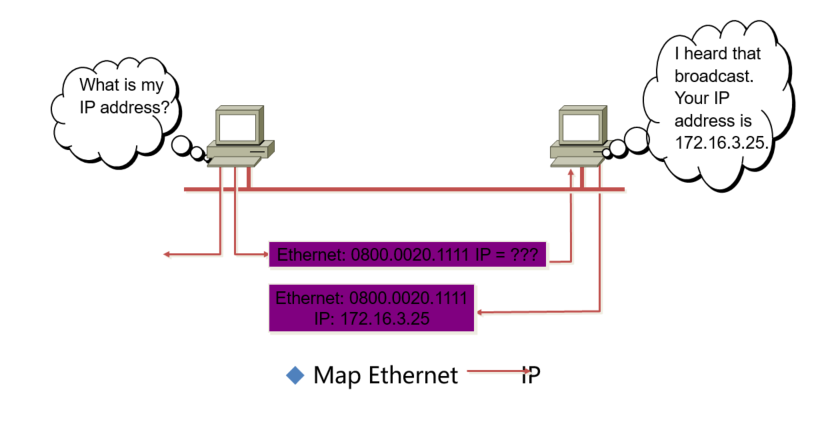 What is my
IP address?
I heard that
broadcast.
Your IP
address is
172.16.3.25.
Ethernet: 0800.0020.1111 IP = ???
Ethernet: 0800.0020.1111
IP: 172.16.3.25
Map Ethernet IP